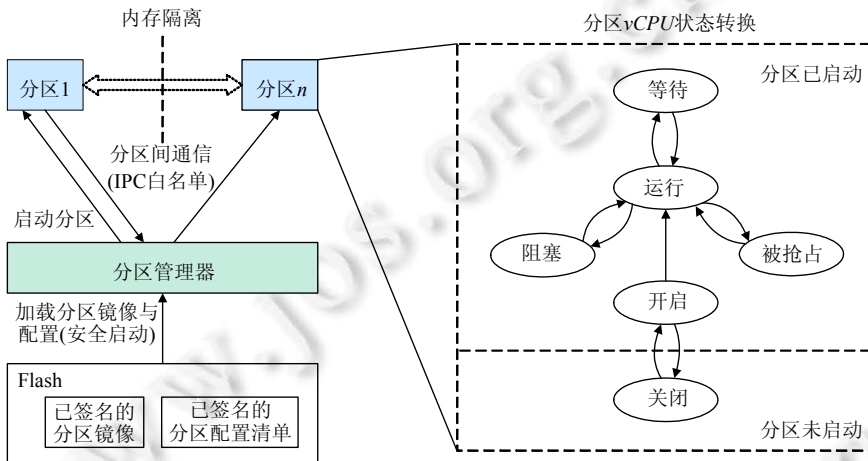 内存隔离
分区1
分区n
分区间通信
(IPC白名单)
启动分区
分区管理器
加载分区镜像与
配置(安全启动)
Flash
已签名的
分区镜像
已签名的
分区配置清单
分区vCPU状态转换
分区已启动
等待
运行
阻塞
被抢占
开启
关闭
分区未启动
www.jos.org.c